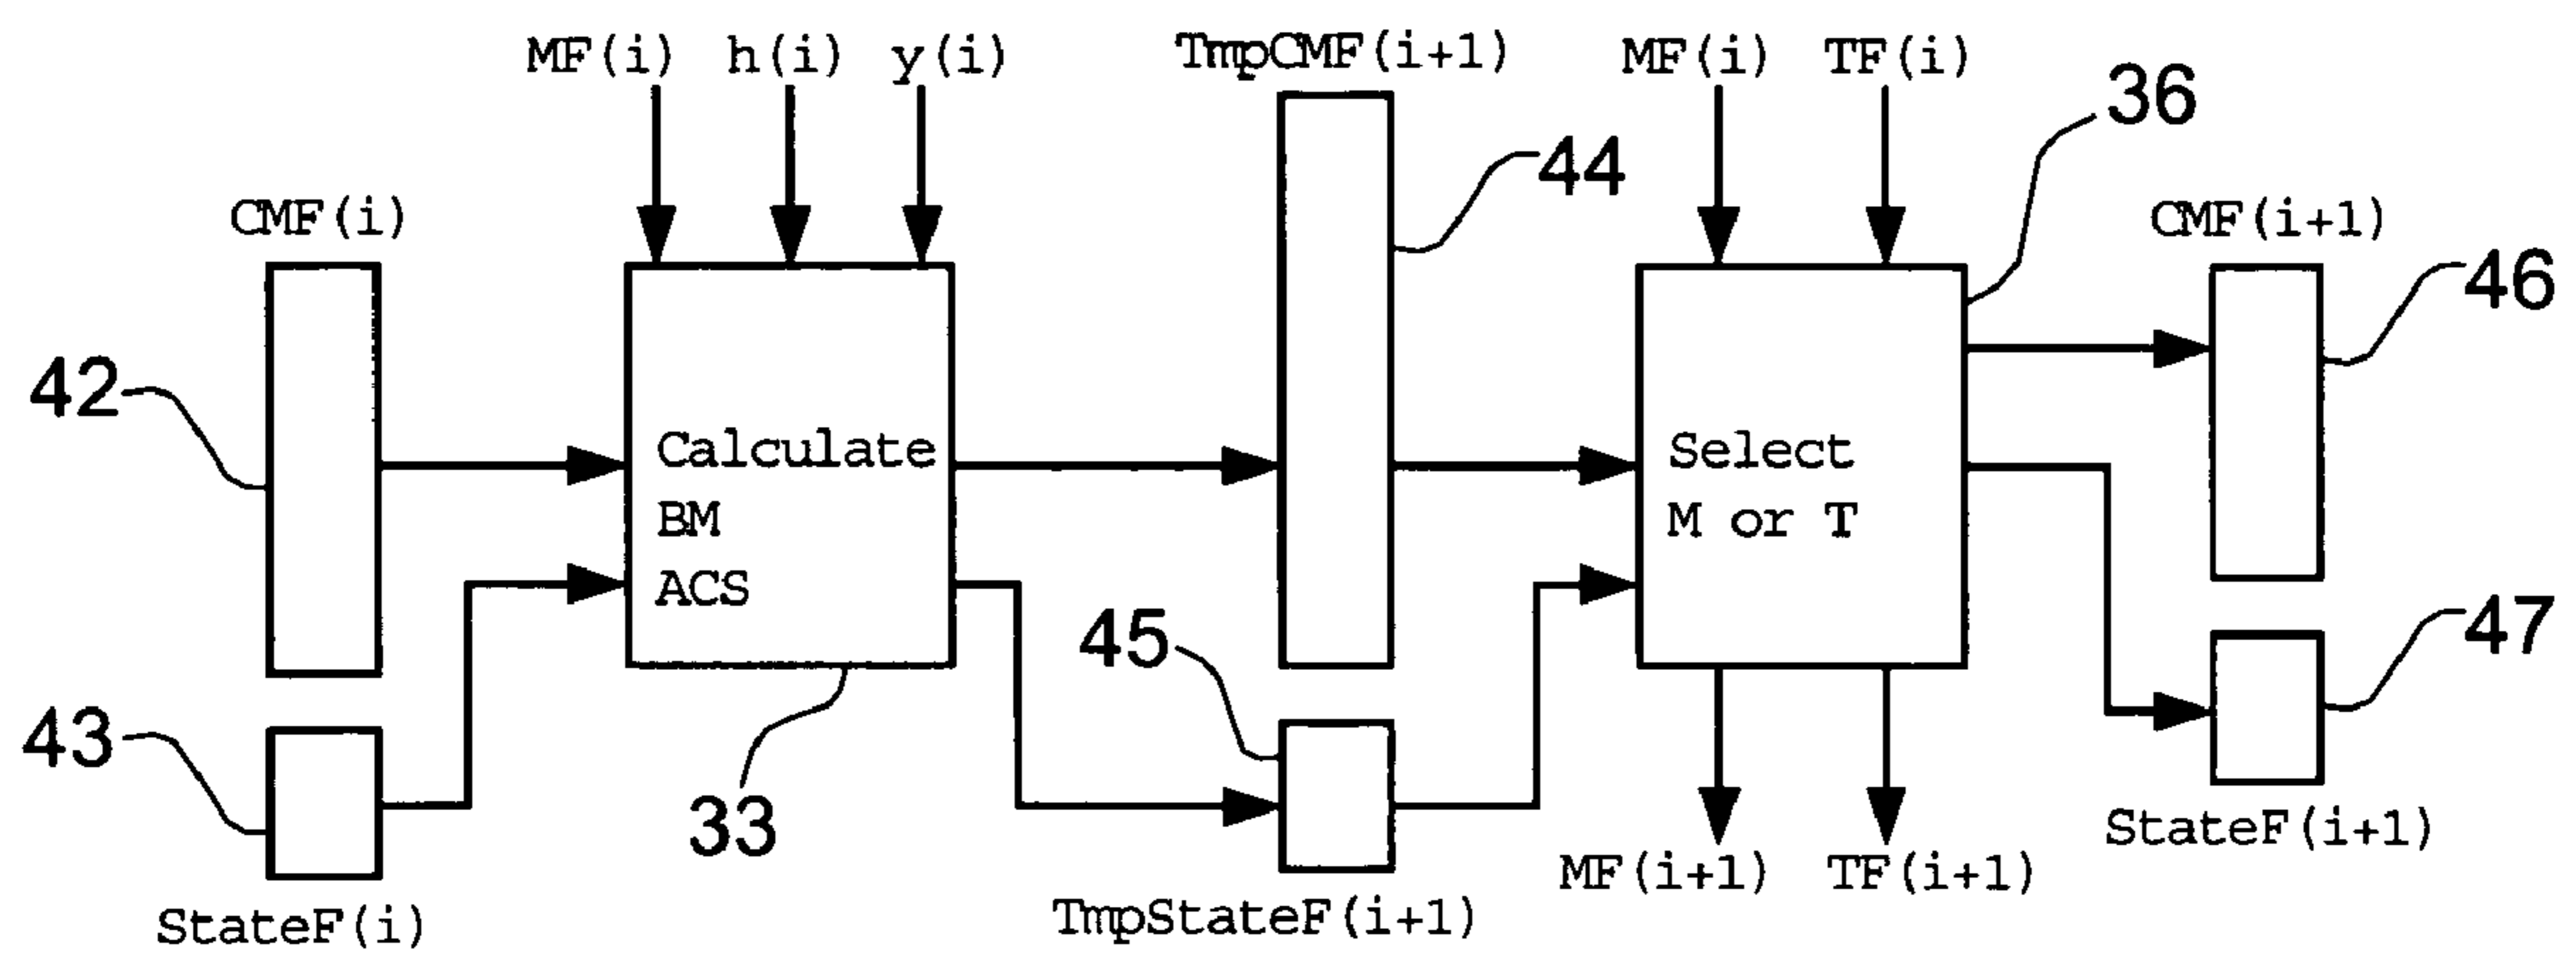 MF(i) h(i) y(i) TmpCMF(i+1) MF(i) TF(i)
36
44
CMF(i) CMF(i+1)
46
42
Calculate
BM
ACS
Select
M or T
45
47
43
33
StateF(i)
TmpStateF(i+1)
MF(i+1) TF(i+1)
StateF(i+1)